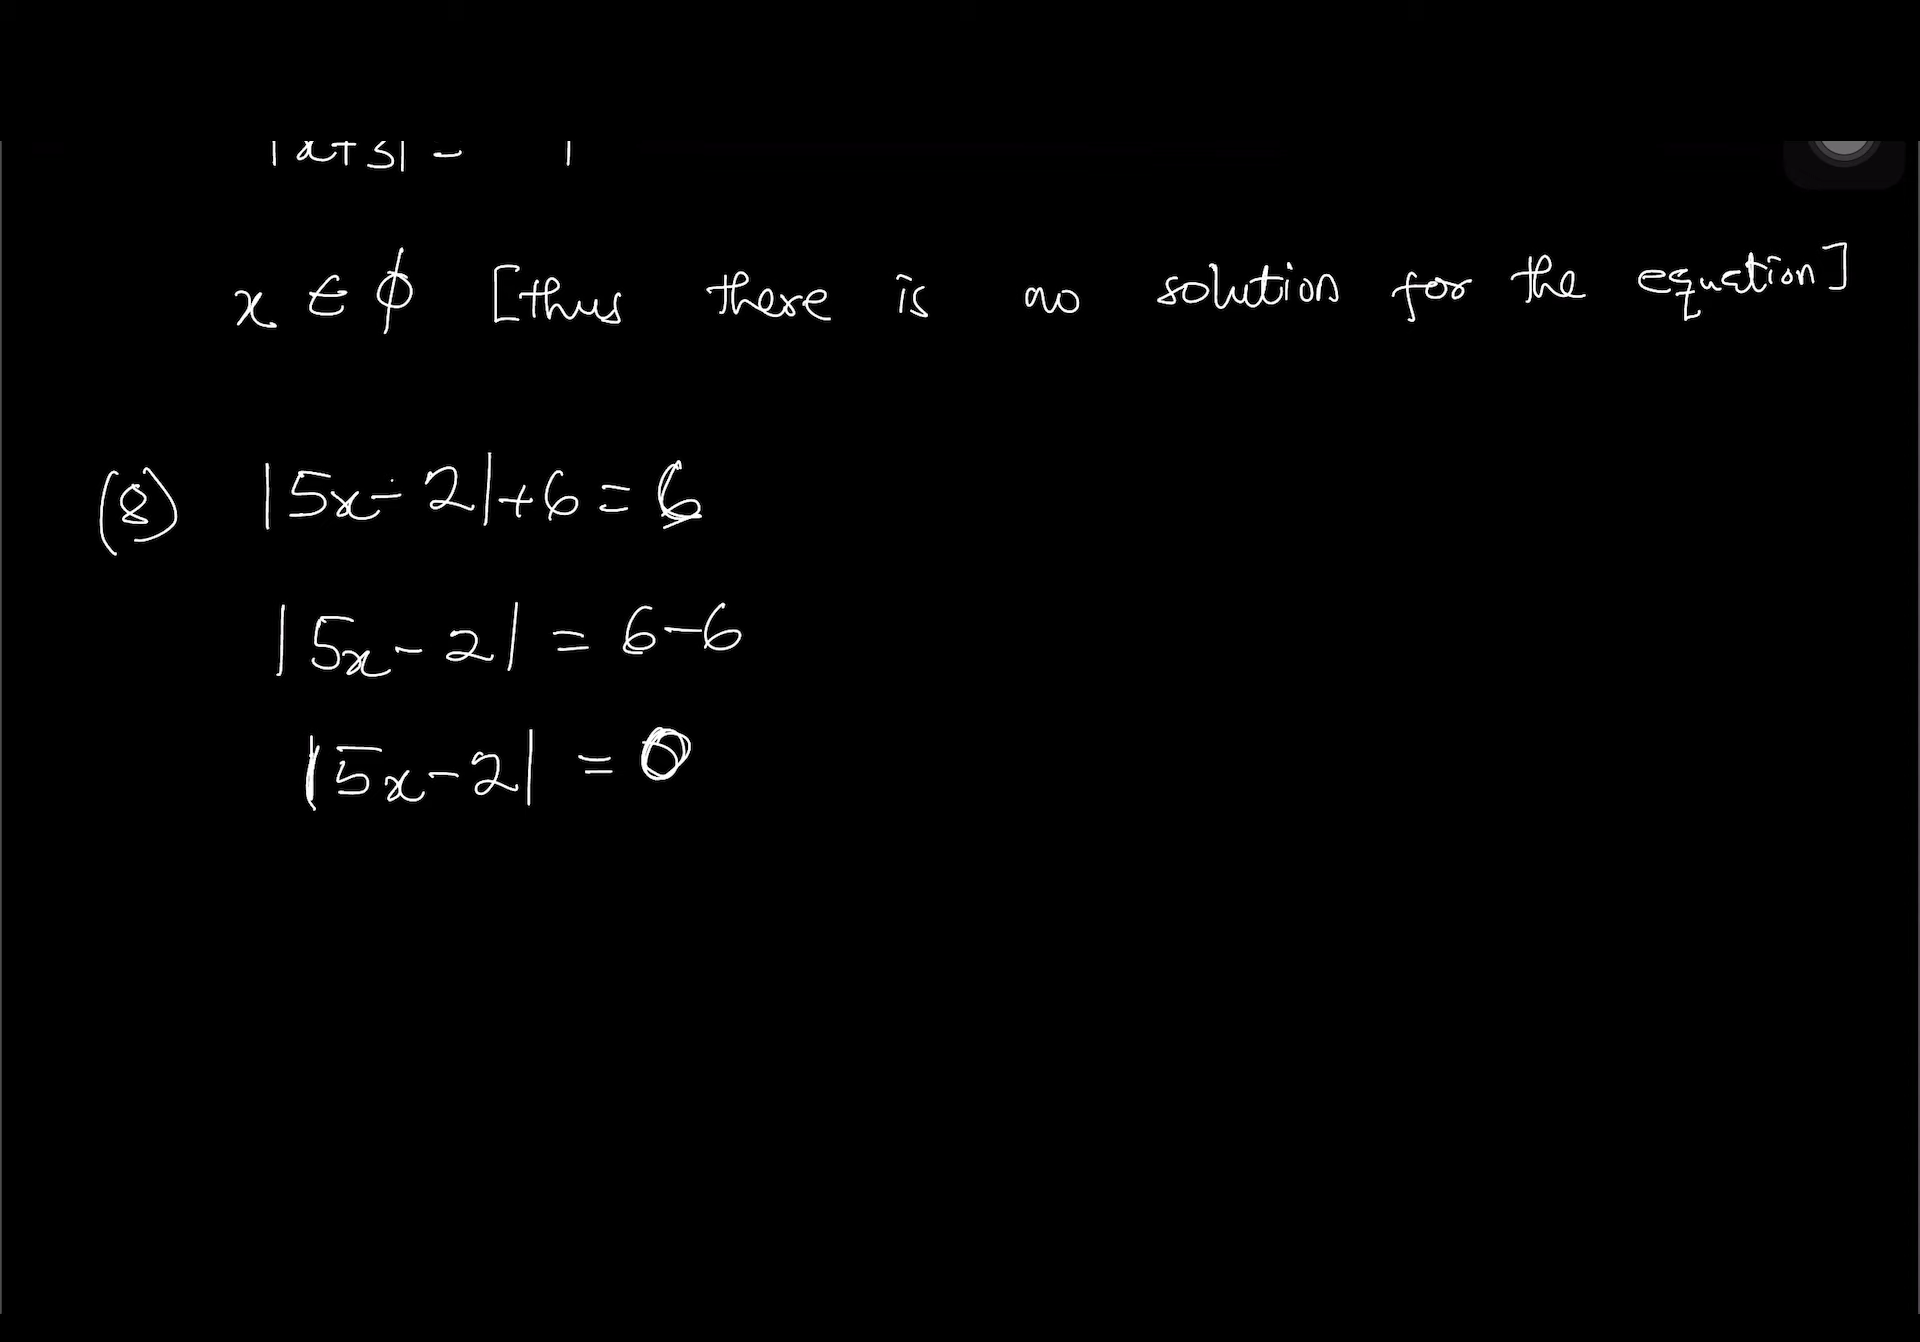 x ∈ ϕ [thus there is no solution for the equation]
(8) |5x-2|+6=6
|5x-2| = 6-6
|5x-2| = 0